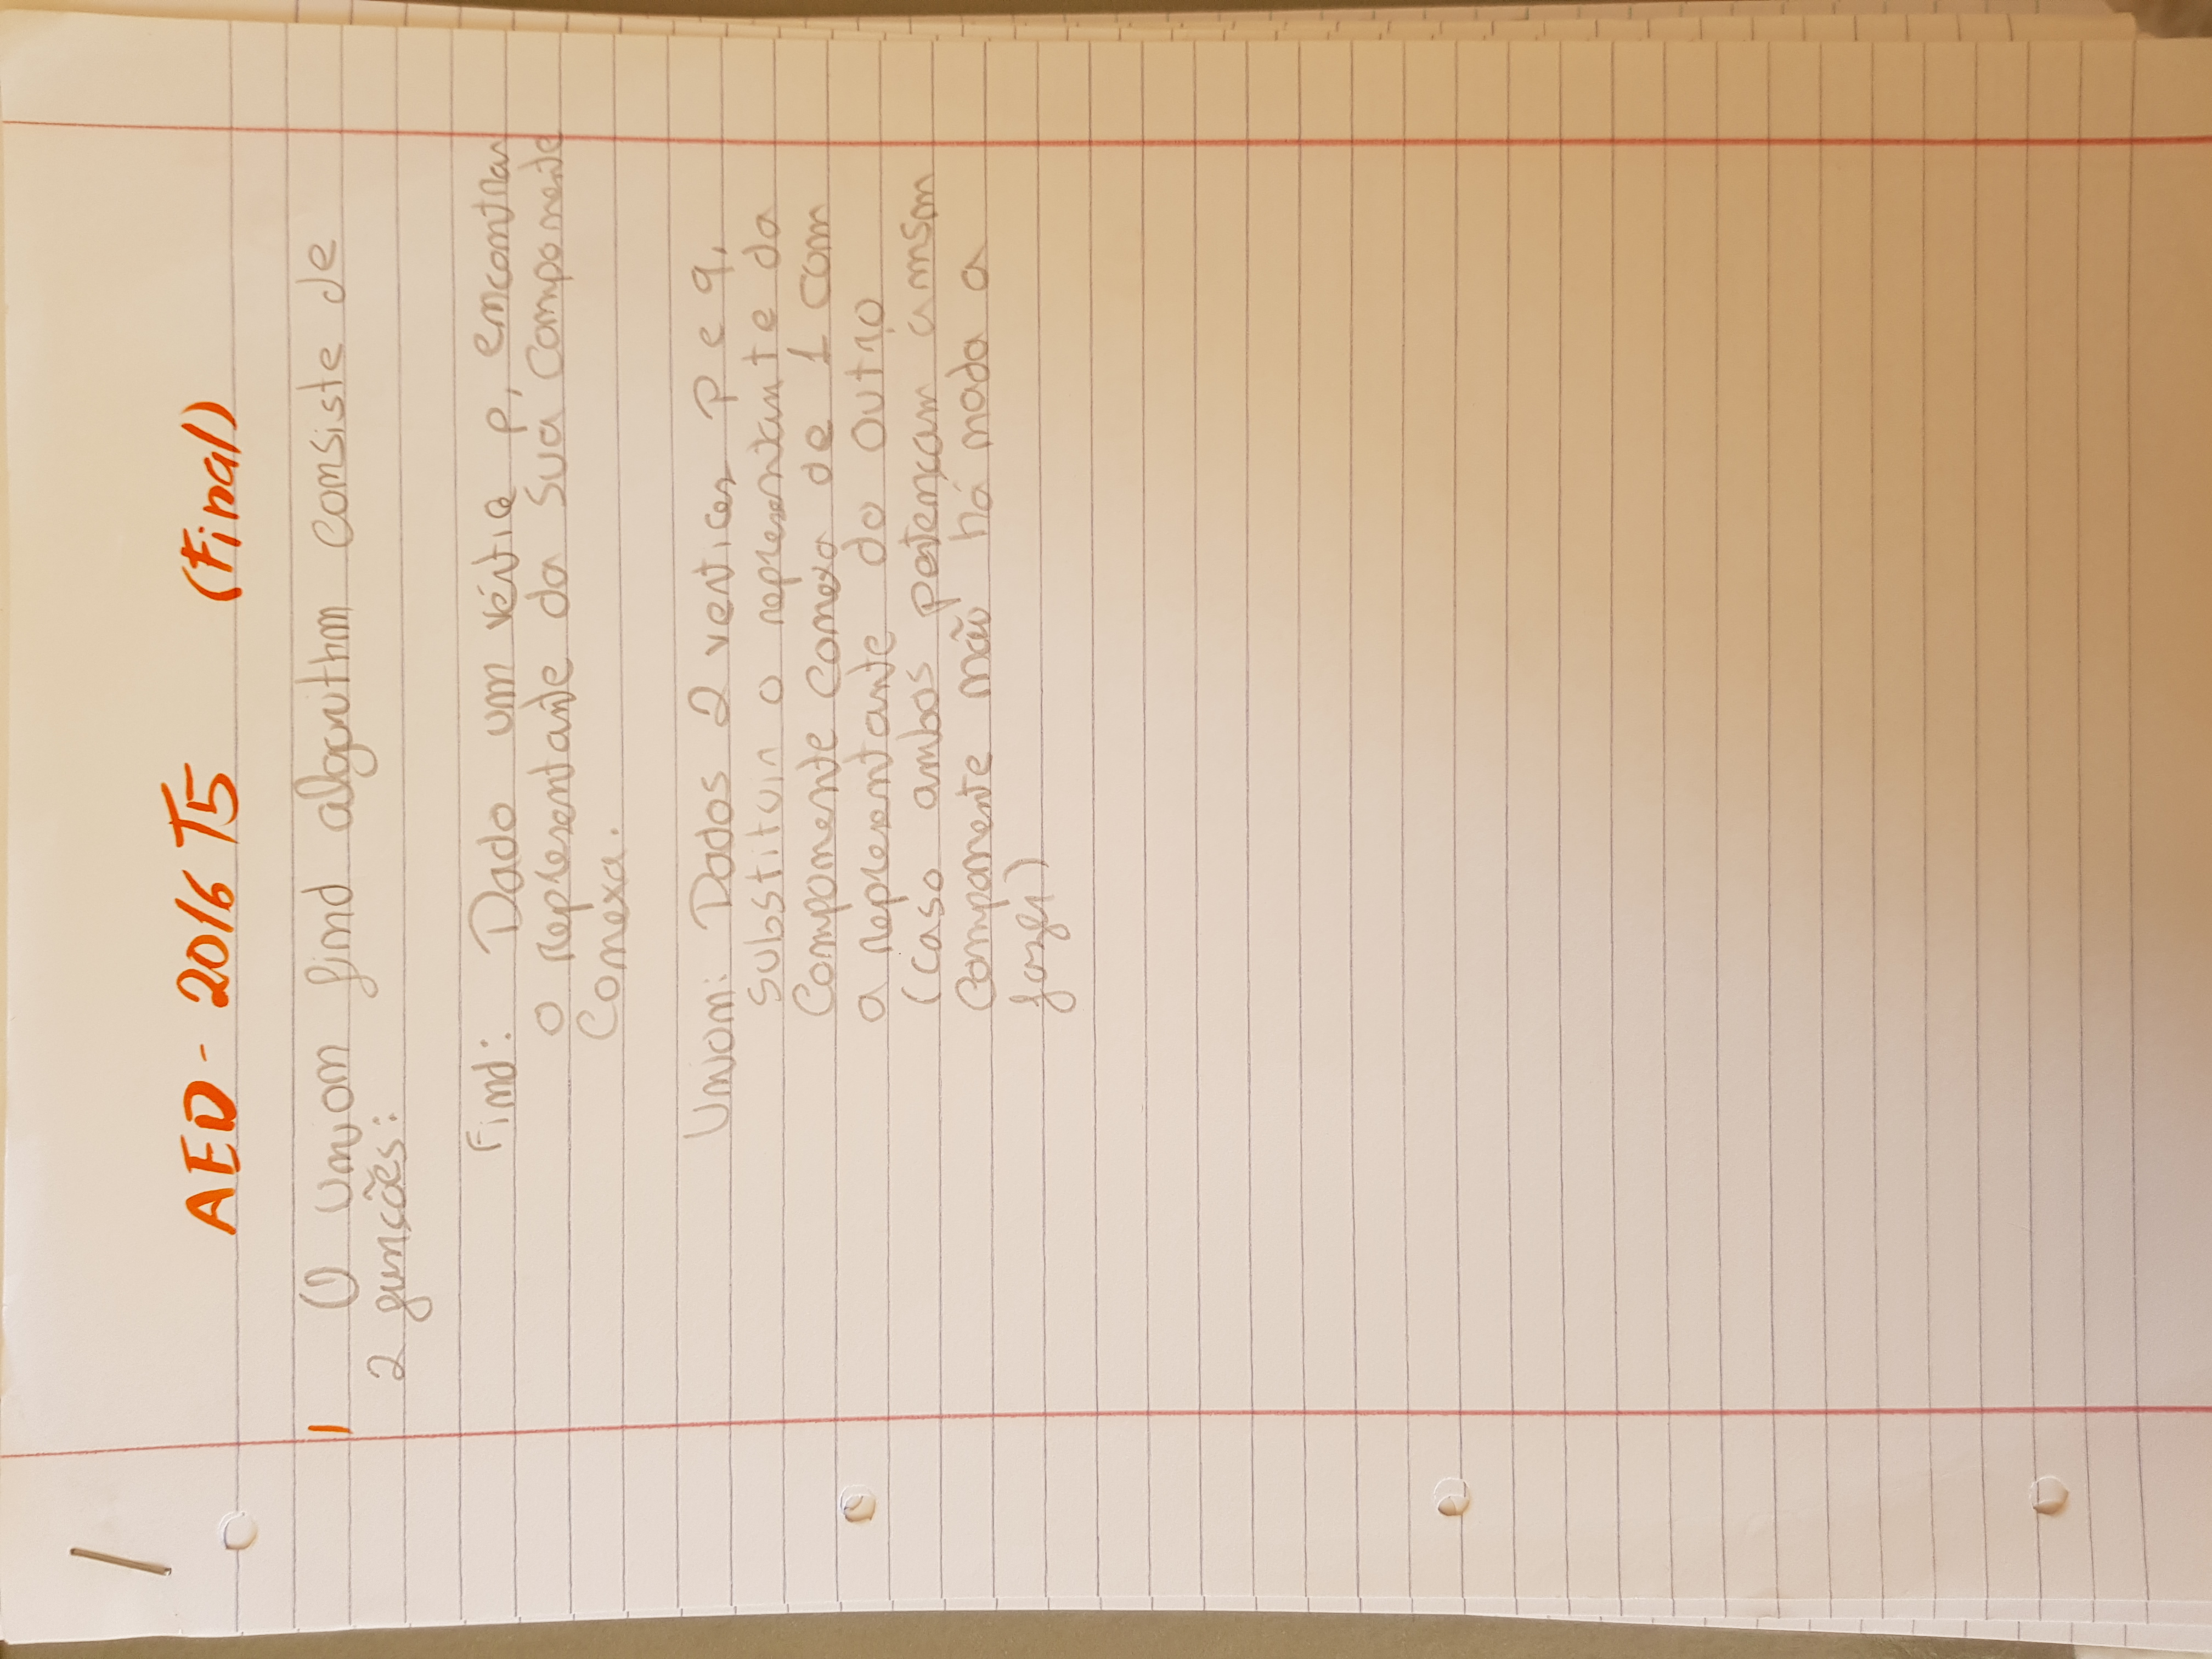 AED - 2016 T5 (Final)
1 O union find algorithm consiste de
2 funções:
Find: Dado um vértice p, encontrar
o representante da sua componente
Conexa.
Union: Dados 2 vertices p e q,
substituir o representante da
Componente conexa de 1 com
a representante do outro
(caso ambos pertençam à msm
componente não há nada a
fazer)